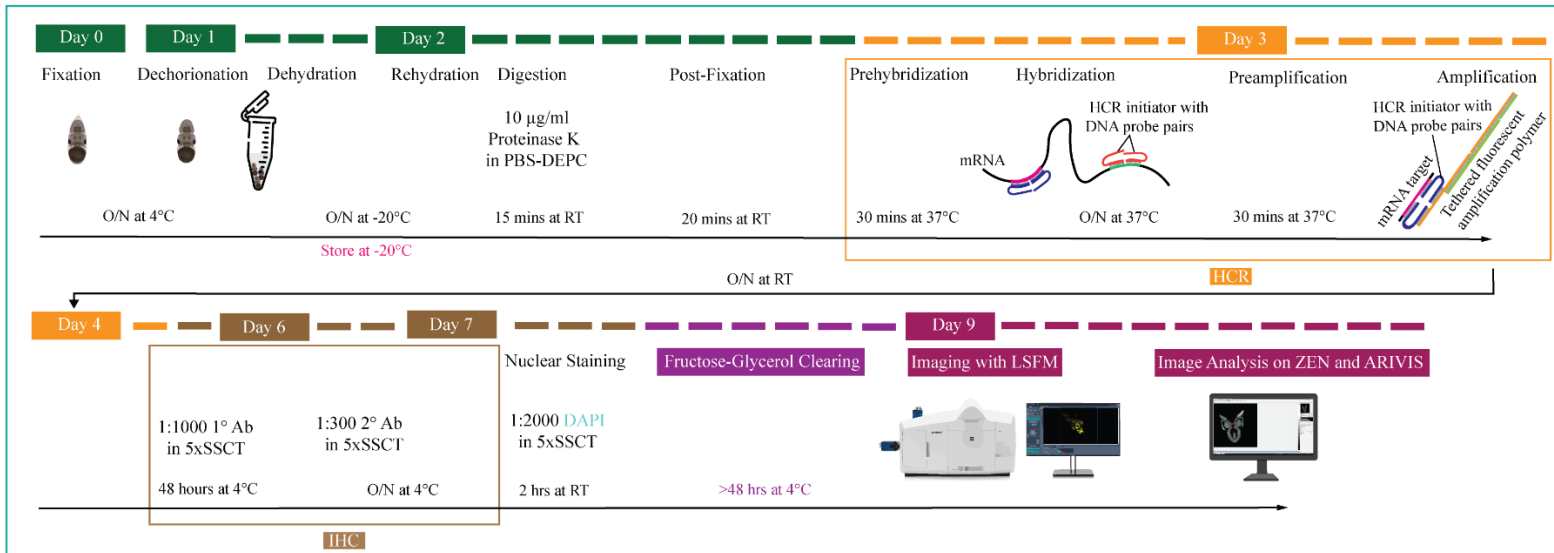 Day 0
Day 1
Day 2
Day 3
Fixation
Dechorionation
Dehydration
Rehydration
Digestion
Post-Fixation
Prehybridization
Hybridization
Preamplification
Amplification
10 µg/ml
Proteinase K
in PBS-DEPC
mRNA
HCR initiator with
DNA probe pairs
HCR initiator with
DNA probe pairs
mRNA target
Tethered fluorescent
amplification polymer
O/N at 4°C
O/N at -20°C
15 mins at RT
20 mins at RT
30 mins at 37°C
O/N at 37°C
30 mins at 37°C
Store at -20°C
O/N at RT
HCR
Day 4
Day 6
Day 7
Day 9
Nuclear Staining
Fructose-Glycerol Clearing
Imaging with LSFM
Image Analysis on ZEN and ARIVIS
1:1000 1° Ab
in 5xSSCT
1:300 2° Ab
in 5xSSCT
1:2000 DAPI
in 5xSSCT
48 hours at 4°C
O/N at 4°C
2 hrs at RT
>48 hrs at 4°C
IHC